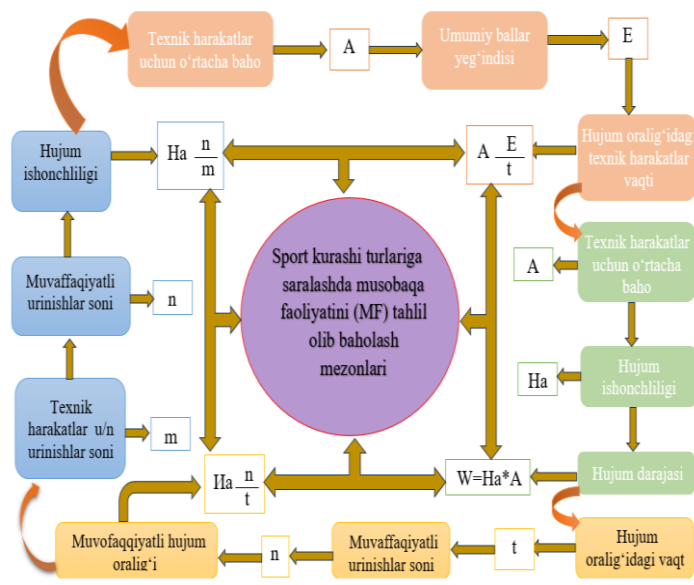 Texnik harakatlar
uchun o‘rtacha baho
A
Umumiy ballar
yeg‘indisi
E
Hujum
ishonchliligi
Ha n/m
A E/t
Hujum oralig‘idagi
texnik harakatlar
vaqti
Muvaffaqiyatli
urinishlar soni
n
Sport kurashi turlariga
saralashda musobaqa
faoliyatini (MF) tahlil
olib baholash
mezonlari
A
Texnik harakatlar
uchun o‘rtacha baho
Texnik
harakatlar u/n
urinishlar soni
m
Ha
Hujum
ishonchliligi
Иа n/t
W=Ha*A
Hujum darajasi
Muvofaqqiyatli hujum
oralig‘i
n
Muvaffaqiyatli
urinishlar soni
t
Hujum
oralig‘idagi vaqt